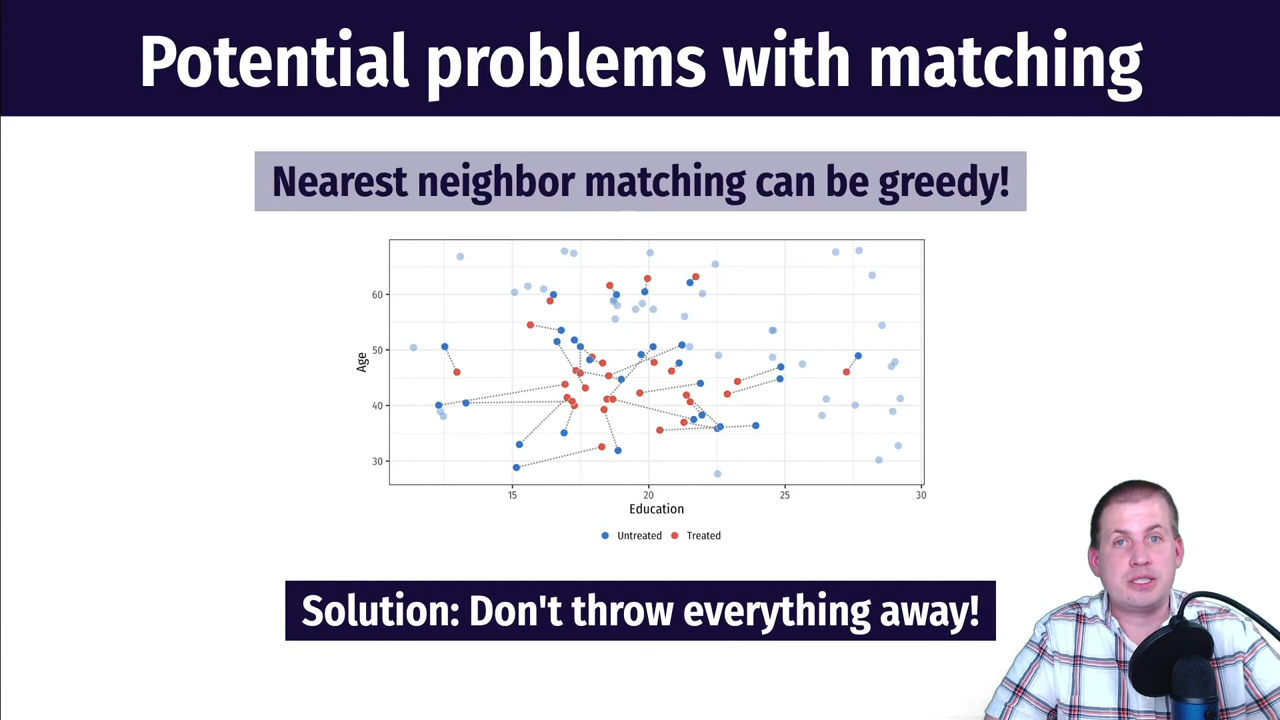 Potential problems with matching
Nearest neighbor matching can be greedy!
60
50
40
30
Age
15 20 25 30
Education
Untreated Treated
Solution: Don't throw everything away!